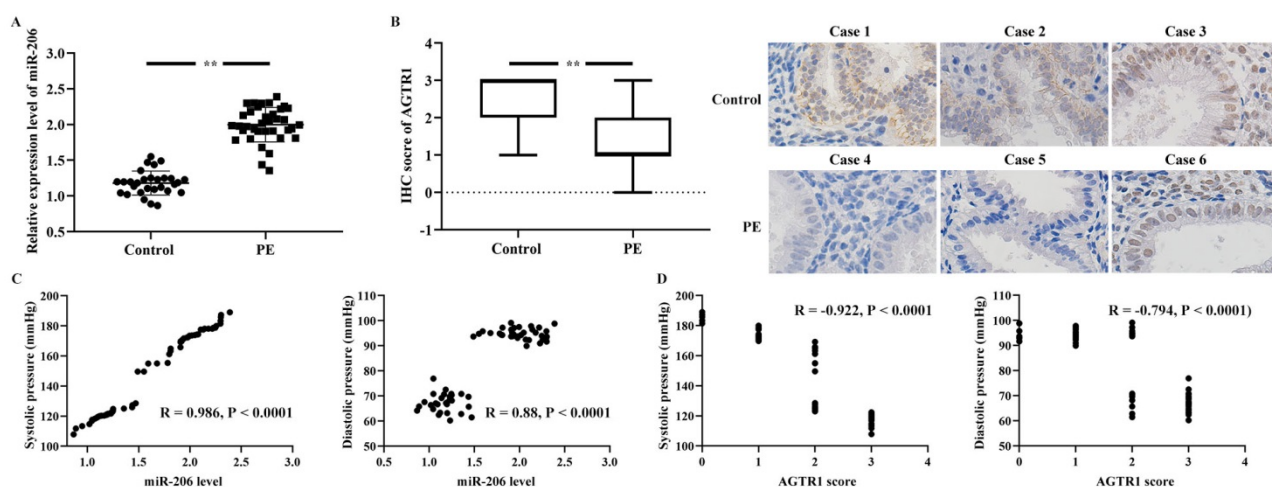 A
Relative expression level of miR-206
3.0
2.5
2.0
1.5
1.0
0.5
**
Control
PE
B
IHC socre of AGTR1
4
3
2
1
0
-1
**
Control
PE
Case 1
Case 2
Case 3
Control
Case 4
Case 5
Case 6
PE
C
Systolic pressure (mmHg)
200
180
160
140
120
100
R = 0.986, P < 0.0001
1.0
1.5
2.0
2.5
3.0
miR-206 level
Diastolic pressure (mmHg)
110
100
90
80
70
60
50
R = 0.88, P < 0.0001
0.5
1.0
1.5
2.0
2.5
3.0
miR-206 level
D
Systolic pressure (mmHg)
200
180
160
140
120
100
R = -0.922, P < 0.0001
0
1
2
3
4
AGTR1 score
Diastolic pressure (mmHg)
110
100
90
80
70
60
50
R = -0.794, P < 0.0001)
0
1
2
3
4
AGTR1 score